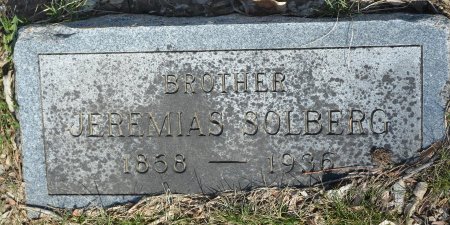 BROTHER
JEREMIAS SOLBERG
1868 — 1936